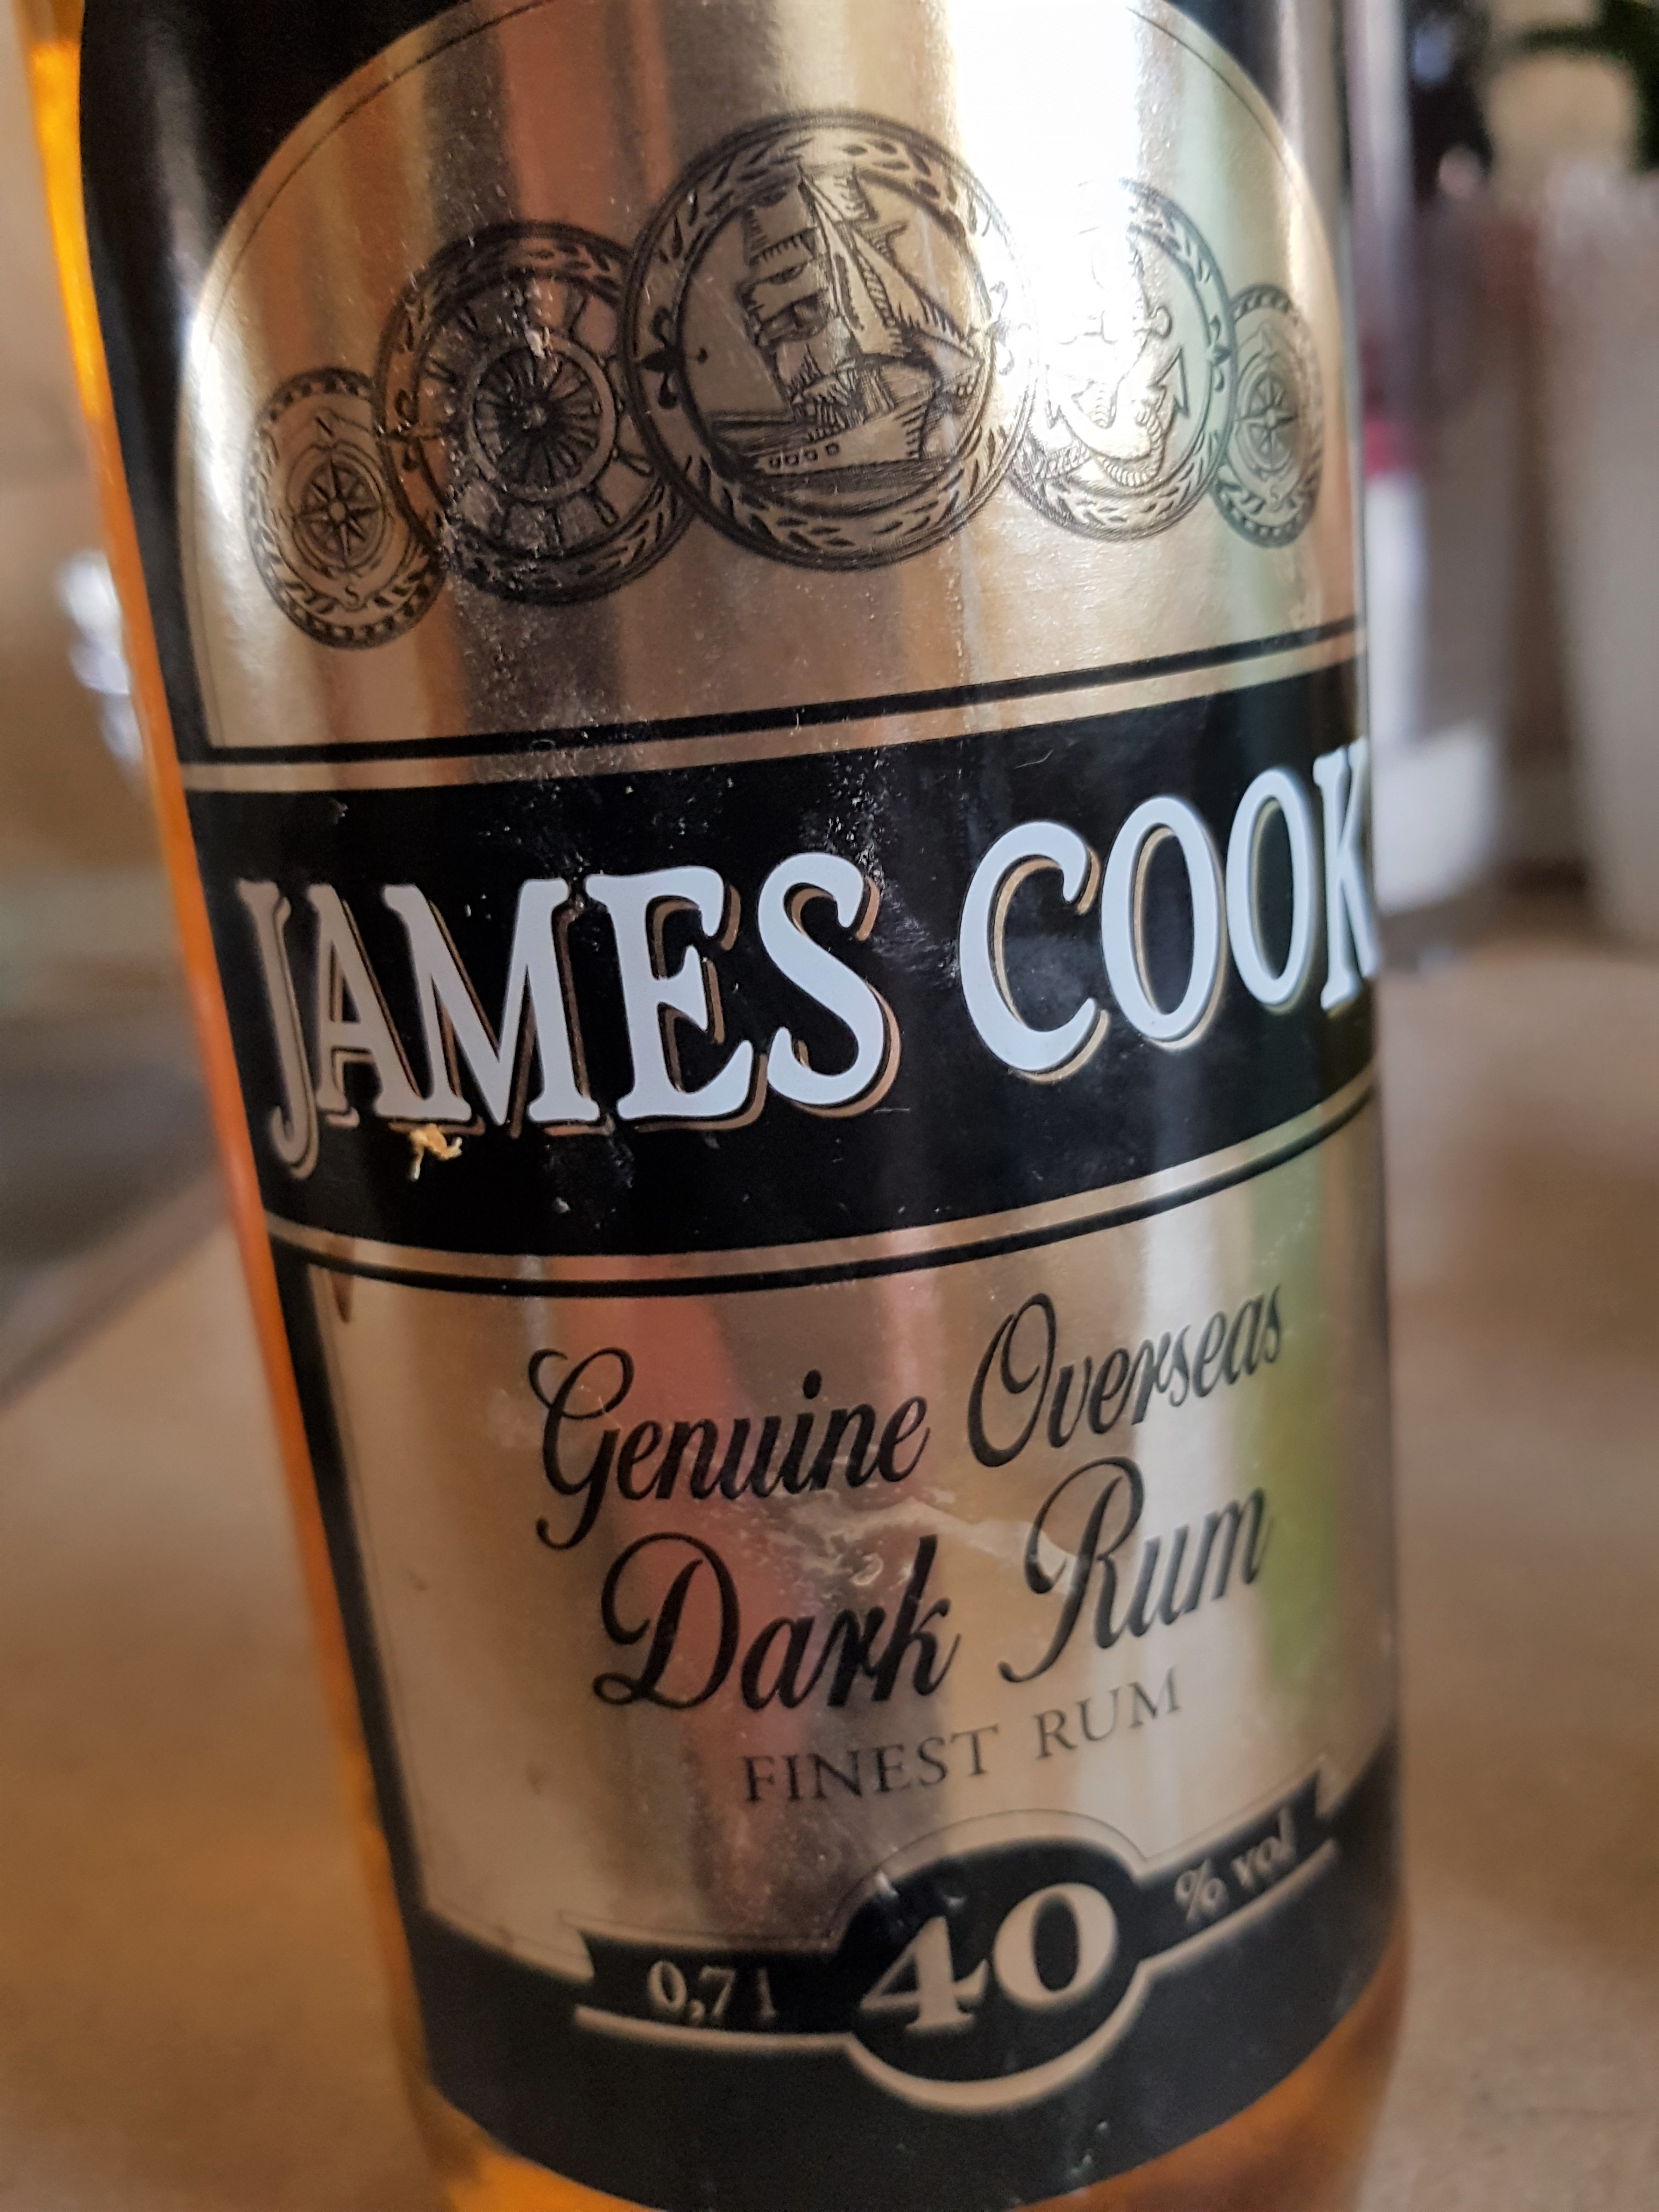 S
JAMES COOK
Genuine Overseas
Dark Rum
FINEST RUM
0,7 l 40 % vol